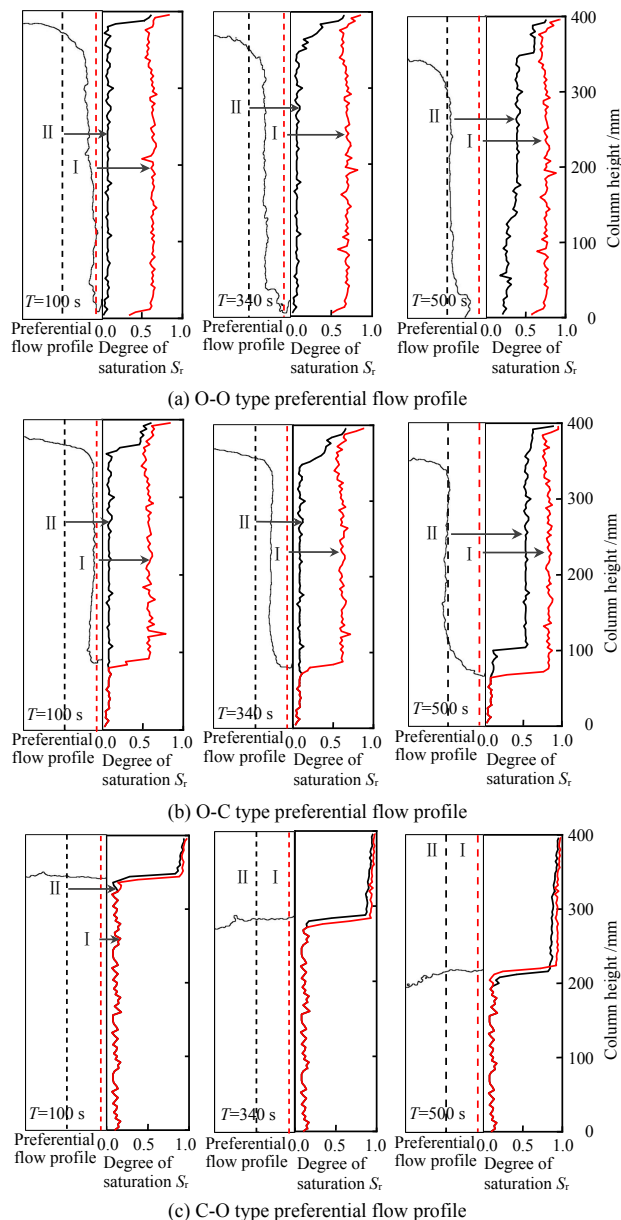 400
300
200
100
0
Column height /mm
II
I
T=100 s
II
I
T=340 s
II
I
T=500 s
0.0 0.5 1.0
0.0 0.5 1.0
0.0 0.5 1.0
Preferential flow profile
Degree of saturation Sr
Preferential flow profile
Degree of saturation Sr
Preferential flow profile
Degree of saturation Sr
(a) O-O type preferential flow profile
400
300
200
100
0
Column height /mm
II
I
T=100 s
II
I
T=340 s
II
I
T=500 s
0.0 0.5 1.0
0.0 0.5 1.0
0.0 0.5 1.0
Preferential flow profile
Degree of saturation Sr
Preferential flow profile
Degree of saturation Sr
Preferential flow profile
Degree of saturation Sr
(b) O-C type preferential flow profile
400
300
200
100
0
Column height /mm
II
I
T=100 s
II I
T=340 s
II I
T=500 s
0.0 0.5 1.0
0.0 0.5 1.0
0.0 0.5 1.0
Preferential flow profile
Degree of saturation Sr
Preferential flow profile
Degree of saturation Sr
Preferential flow profile
Degree of saturation Sr
(c) C-O type preferential flow profile